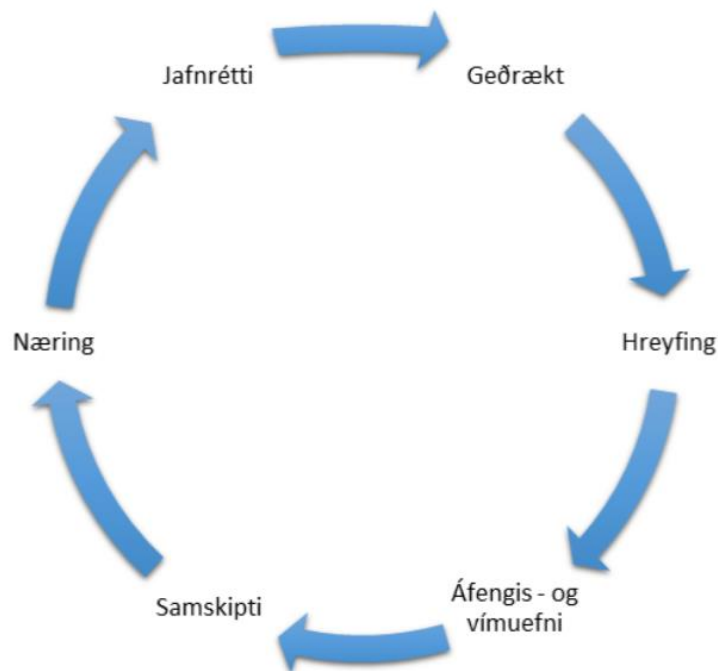 Jafnrétti
Geðrækt
Hreyfing
Áfengis - og
vímuefni
Samskipti
Næring